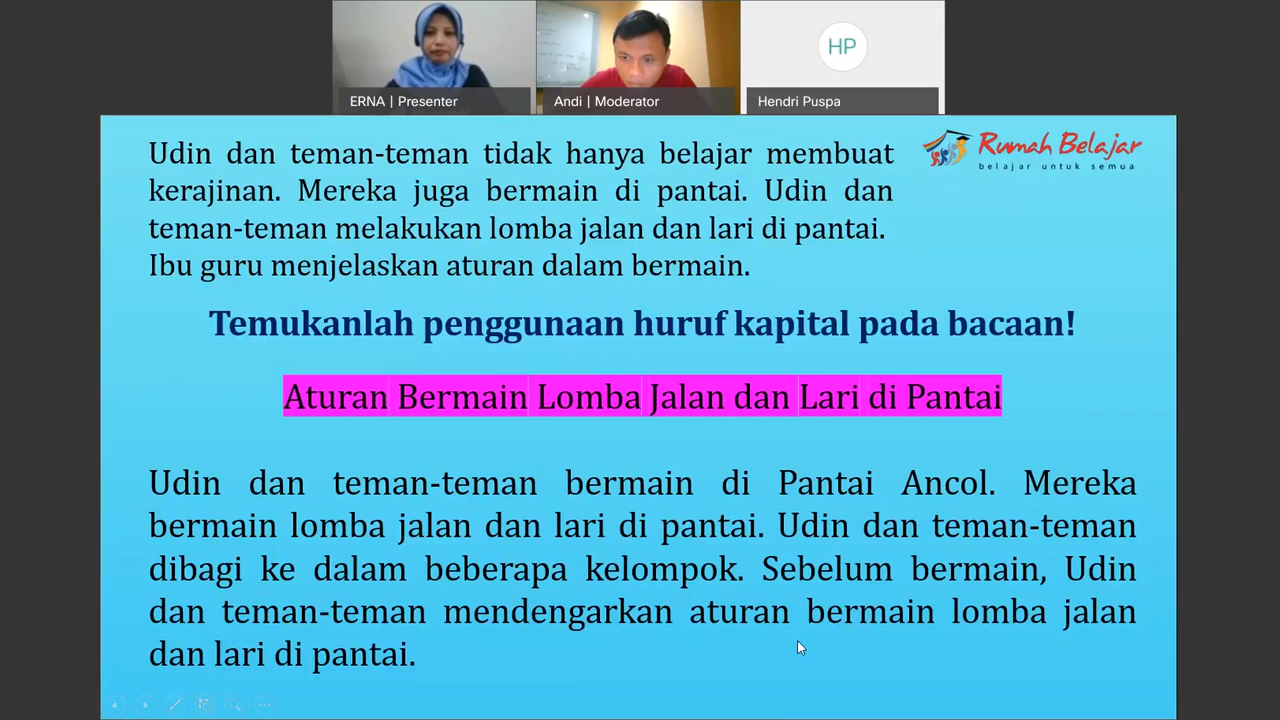 HP
ERNA | Presenter
Andi | Moderator
Hendri Puspa
Rumah Belajar
belajar untuk semua
Udin dan teman-teman tidak hanya belajar membuat
kerajinan. Mereka juga bermain di pantai. Udin dan
teman-teman melakukan lomba jalan dan lari di pantai.
Ibu guru menjelaskan aturan dalam bermain.
Temukanlah penggunaan huruf kapital pada bacaan!
Aturan Bermain Lomba Jalan dan Lari di Pantai
Udin dan teman-teman bermain di Pantai Ancol. Mereka
bermain lomba jalan dan lari di pantai. Udin dan teman-teman
dibagi ke dalam beberapa kelompok. Sebelum bermain, Udin
dan teman-teman mendengarkan aturan bermain lomba jalan
dan lari di pantai.